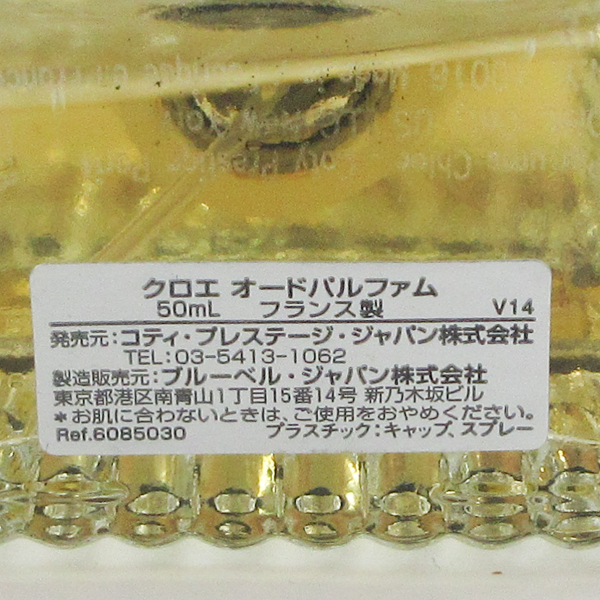 クロエ オードパルファム
50mL フランス製 V14
発売元:コティ・プレステージ・ジャパン株式会社
TEL:03-5413-1062
製造販売元:ブルーベル・ジャパン株式会社
東京都港区南青山1丁目15番14号 新乃木坂ビル
*お肌に合わないときは、ご使用をおやめください。
Ref.6085030 プラスチック:キャップ、スプレー